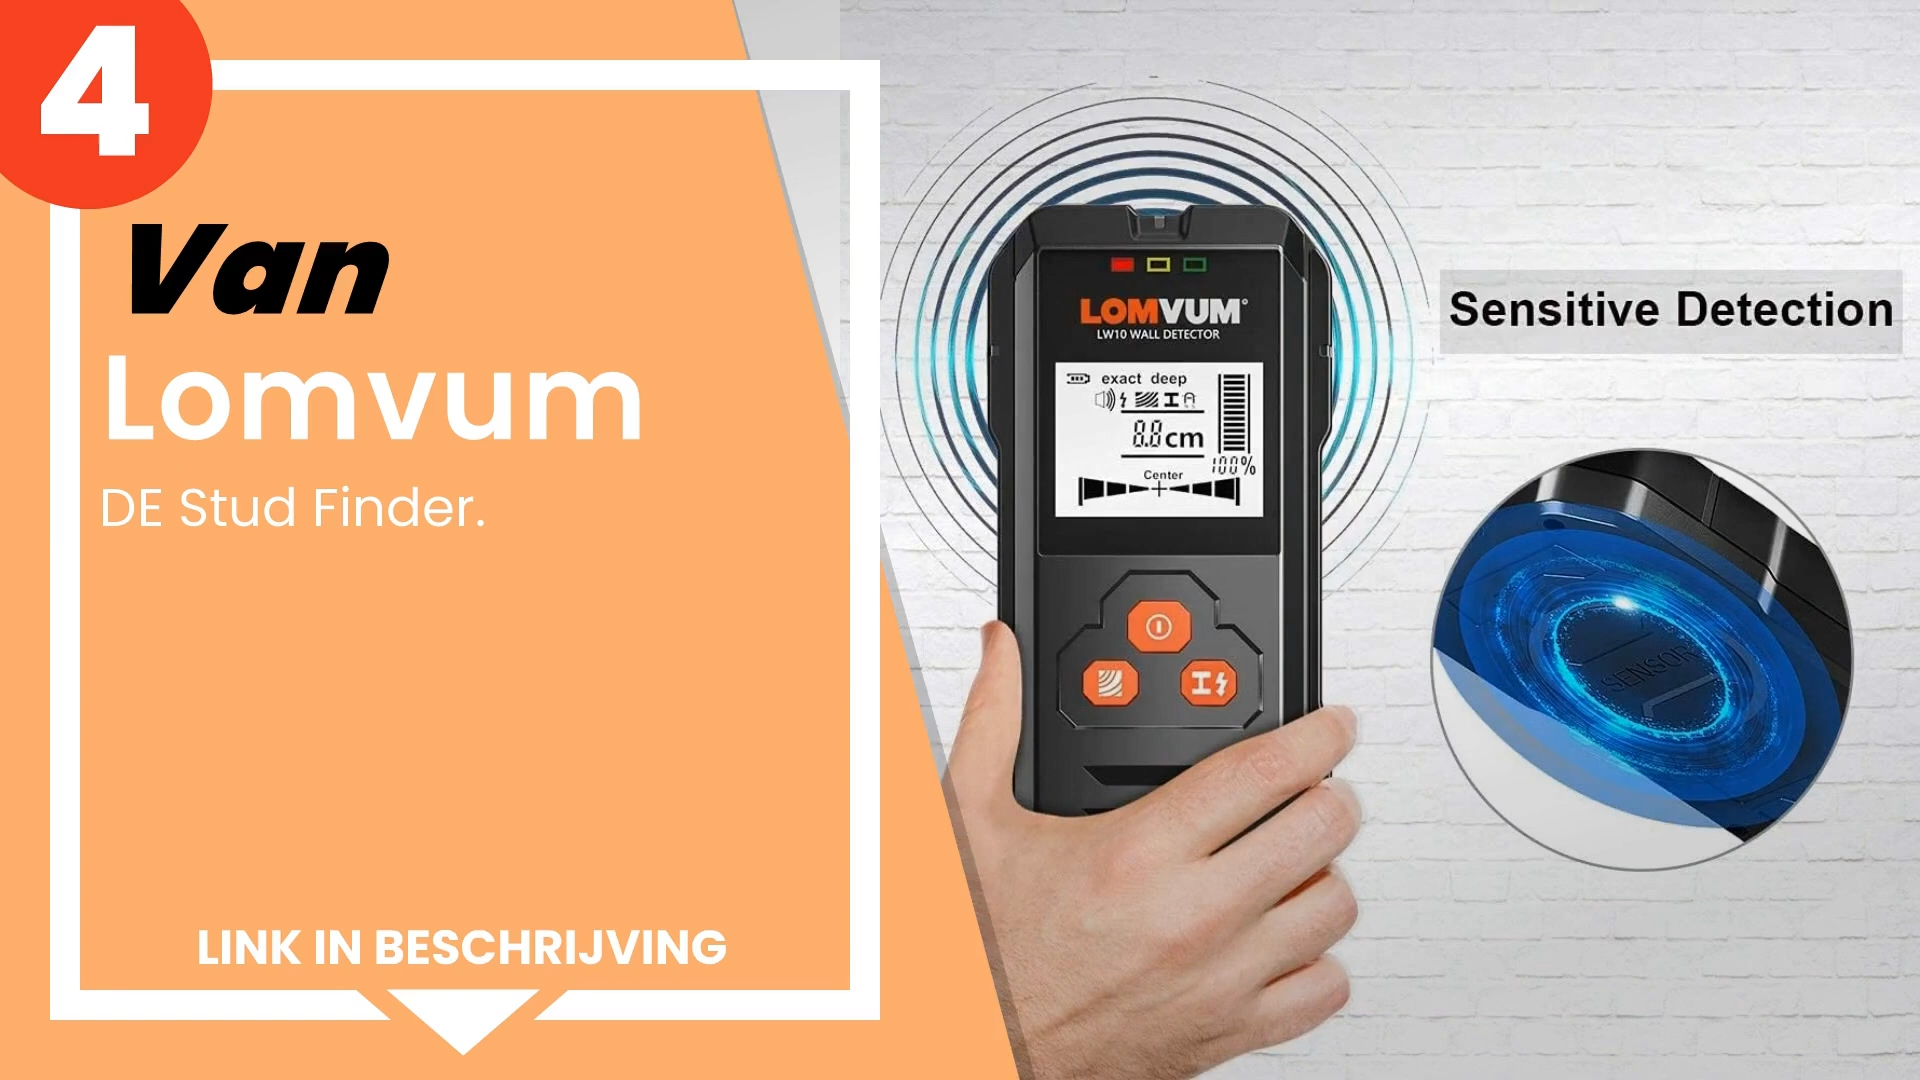 4
Van
Lomvum
DE Stud Finder.
LINK IN BESCHRIJVING
LOMVUM
LW10 WALL DETECTOR
exact deep
8.8cm
100%
Center
Sensitive Detection
SENSOR